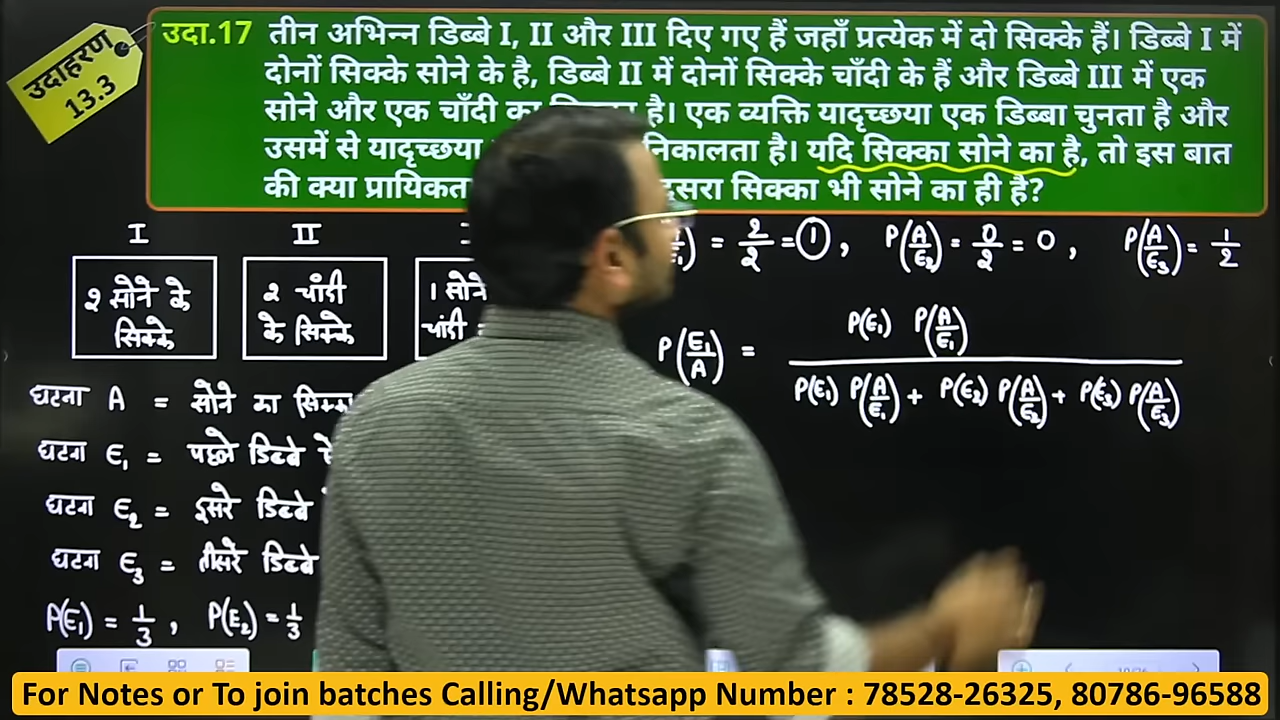 उदाहरण
13.3
उदा.17 तीन अभिन्न डिब्बे I, II और III दिए गए हैं जहाँ प्रत्येक में दो सिक्के हैं। डिब्बे I में
दोनों सिक्के सोने के है, डिब्बे II में दोनों सिक्के चाँदी के हैं और डिब्बे III में एक
सोने और एक चाँदी का है। एक व्यक्ति यादृच्छया एक डिब्बा चुनता है और
उसमें से यादृच्छया निकालता है। यदि सिक्का सोने का है, तो इस बात
की क्या प्रायिकता सिक्का भी सोने का ही है?
I II
2 सोने के
सिक्के
2 चांदी
के सिक्के
1 सोने
चांदी
= 2/2 = 1, P(A/E₂) = 0/2 = 0, P(A/E₃) = 1/2
P(E₁/A) = P(E₁) P(A/E₁) / P(E₁) P(A/E₁) + P(E₂) P(A/E₂) + P(E₃) P(A/E₃)
घटना A = सोने का सिक्का
घटना E₁ = पहले डिब्बे से
घटना E₂ = दूसरे डिब्बे
घटना E₃ = तीसरे डिब्बे
P(E₁) = 1/3, P(E₂) = 1/3
For Notes or To join batches Calling/Whatsapp Number : 78528-26325, 80786-96588